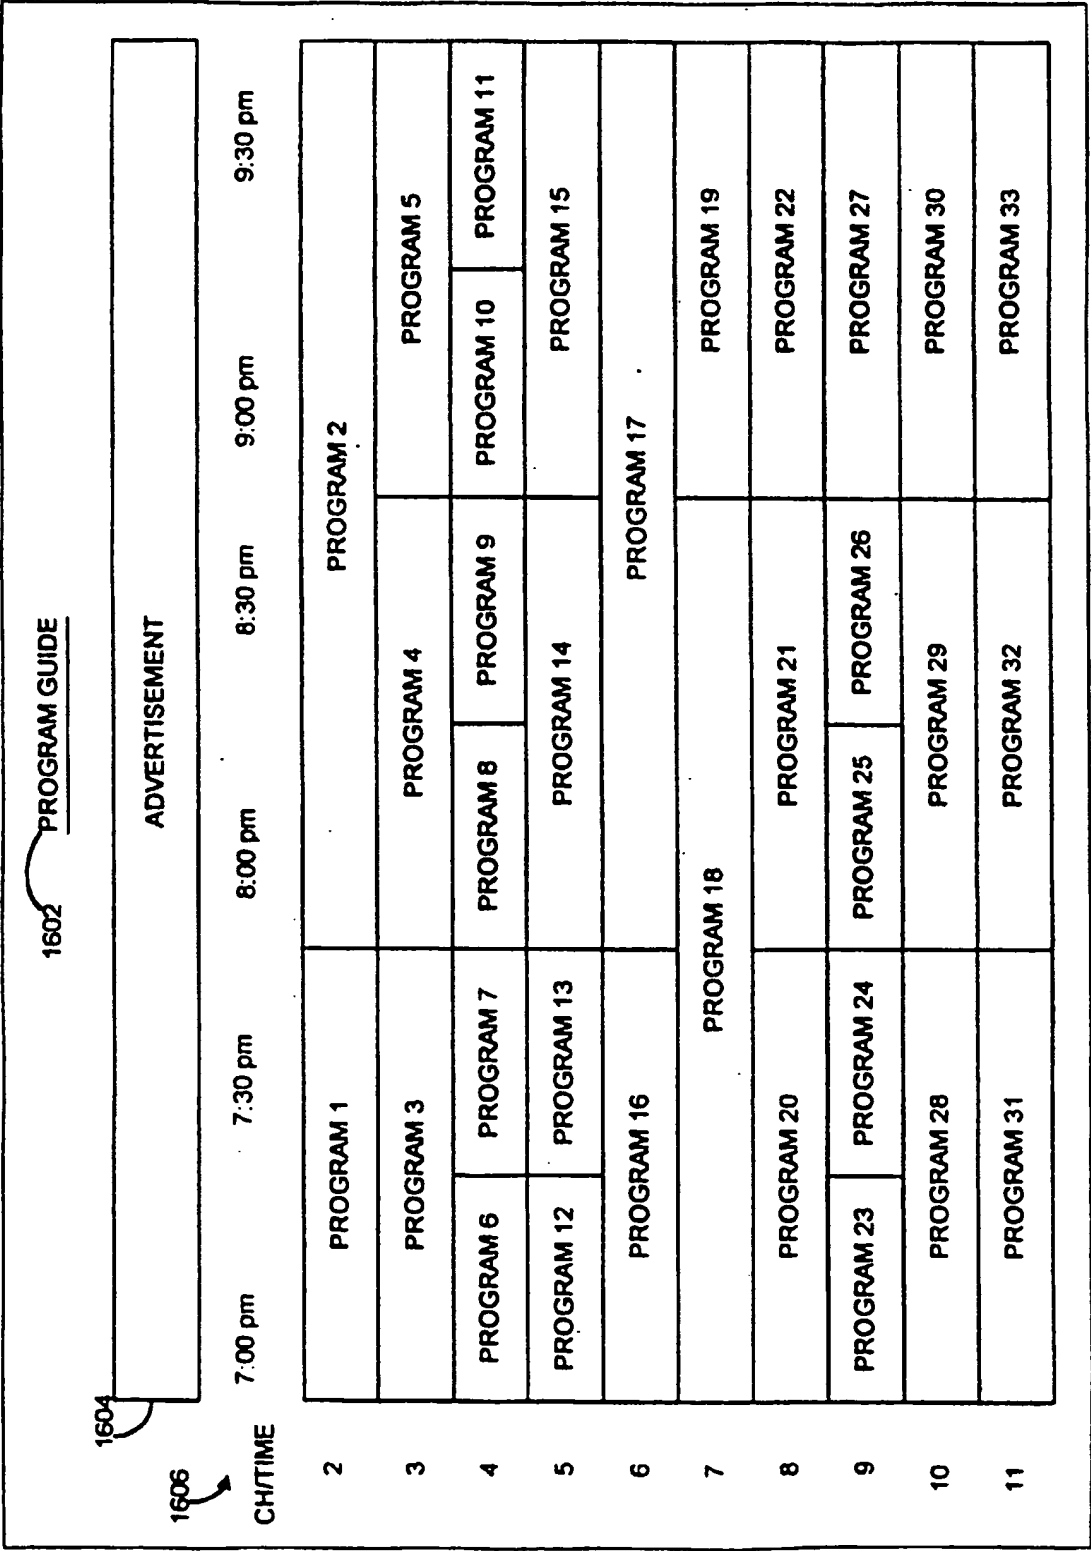 1602 PROGRAM GUIDE
1604
ADVERTISEMENT
1606
CH/TIME 7:00 pm 7:30 pm 8:00 pm 8:30 pm 9:00 pm 9:30 pm
2 PROGRAM 1 PROGRAM 2
3 PROGRAM 3 PROGRAM 4 PROGRAM 5
4 PROGRAM 6 PROGRAM 7 PROGRAM 8 PROGRAM 9 PROGRAM 10 PROGRAM 11
5 PROGRAM 12 PROGRAM 13 PROGRAM 14 PROGRAM 15
6 PROGRAM 16 PROGRAM 17
7 PROGRAM 18 PROGRAM 19
8 PROGRAM 20 PROGRAM 21 PROGRAM 22
9 PROGRAM 23 PROGRAM 24 PROGRAM 25 PROGRAM 26 PROGRAM 27
10 PROGRAM 28 PROGRAM 29 PROGRAM 30
11 PROGRAM 31 PROGRAM 32 PROGRAM 33